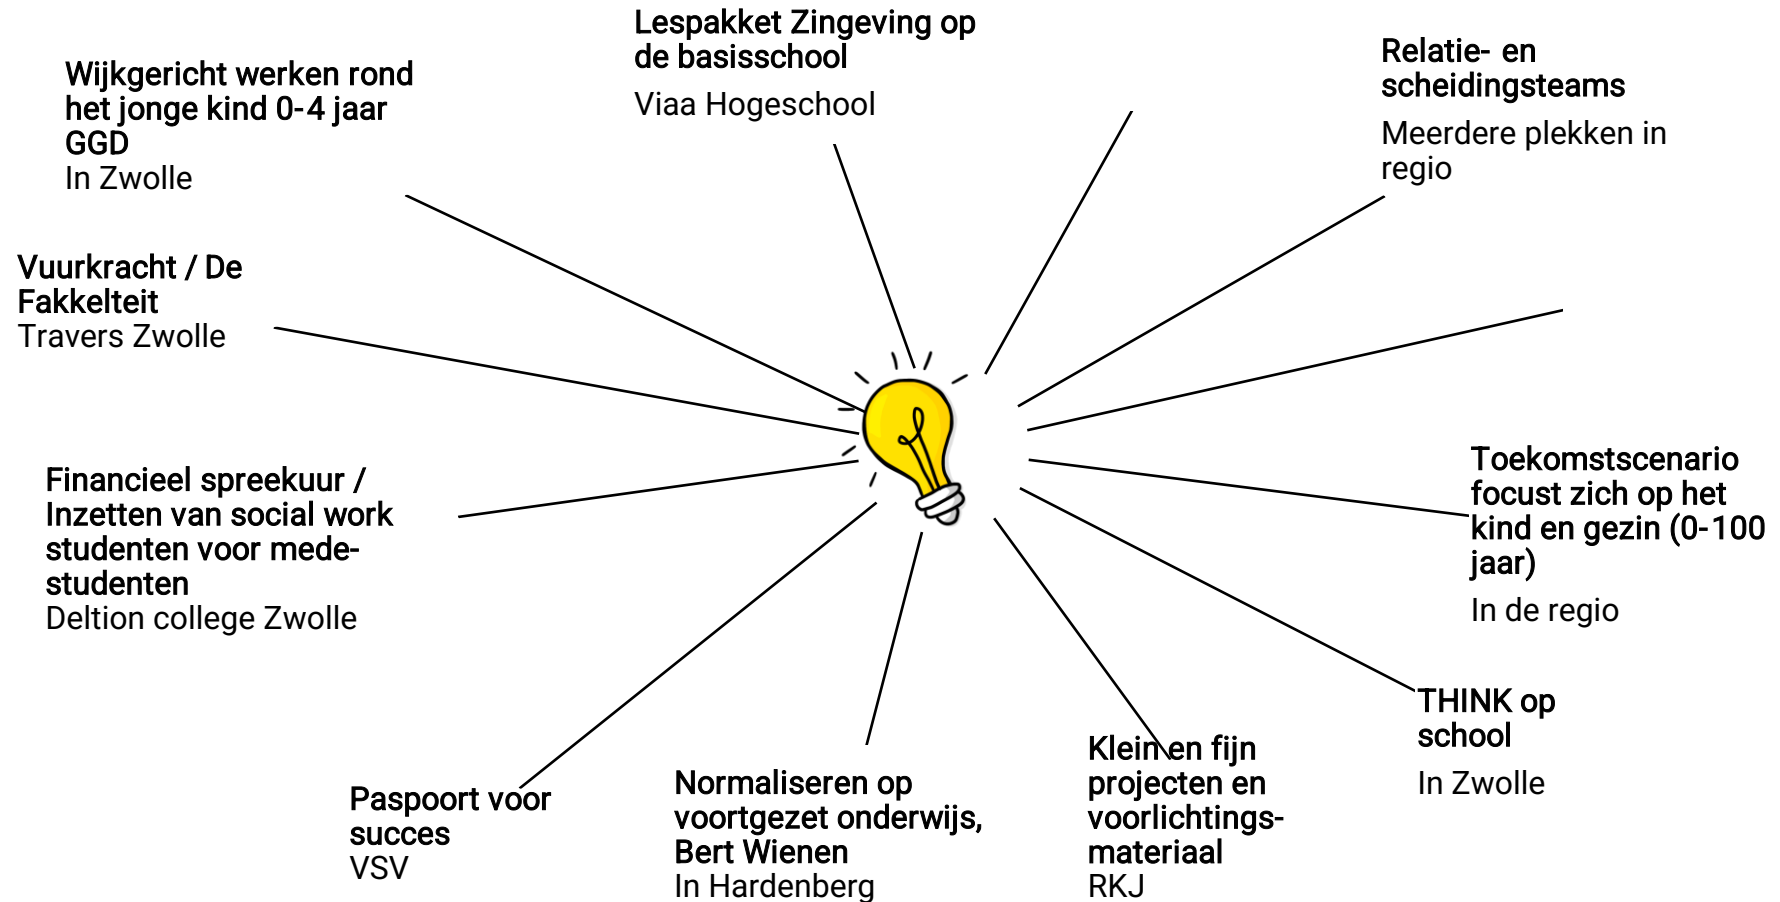 Lespakket Zingeving op
de basisschool
Viaa Hogeschool
Relatie- en
scheidingsteams
Meerdere plekken in
regio
Wijkgericht werken rond
het jonge kind 0-4 jaar
GGD
In Zwolle
Vuurkracht / De
Fakkelteit
Travers Zwolle
Financieel spreekuur /
Inzetten van social work
studenten voor mede-
studenten
Deltion college Zwolle
Toekomstscenario
focust zich op het
kind en gezin (0-100
jaar)
In de regio
THINK op
school
In Zwolle
Paspoort voor
succes
VSV
Normaliseren op
voortgezet onderwijs,
Bert Wienen
In Hardenberg
Klein en fijn
projecten en
voorlichtings-
materiaal
RKJ